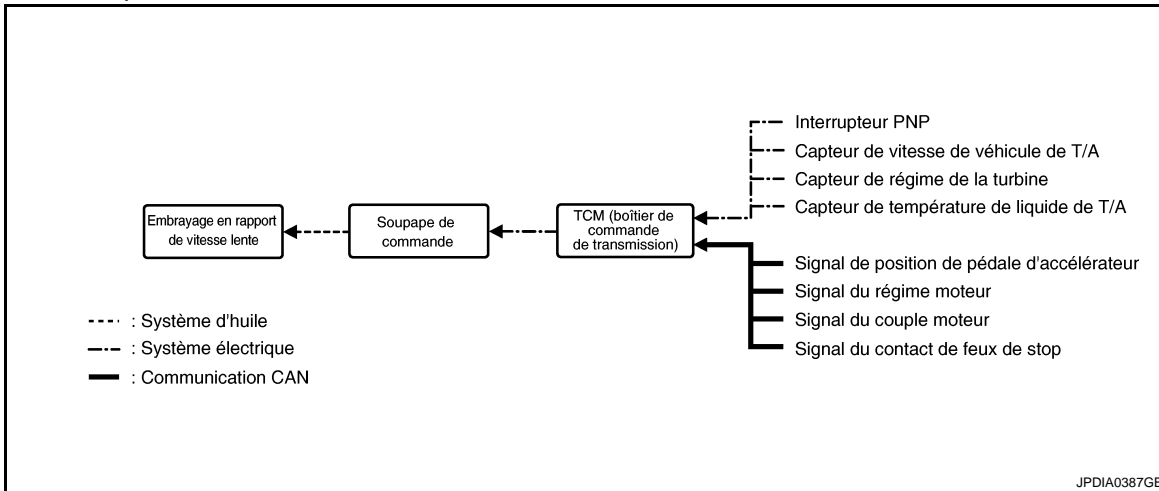 Interrupteur PNP
Capteur de vitesse de véhicule de T/A
Capteur de régime de la turbine
Capteur de température de liquide de T/A
Embrayage en rapport
de vitesse lente
Soupape de
commande
TCM (boîtier de
commande
de transmission)
Signal de position de pédale d'accélérateur
Signal du régime moteur
Signal du couple moteur
Signal du contact de feux de stop
: Système d'huile
: Système électrique
: Communication CAN
JPDIA0387GB